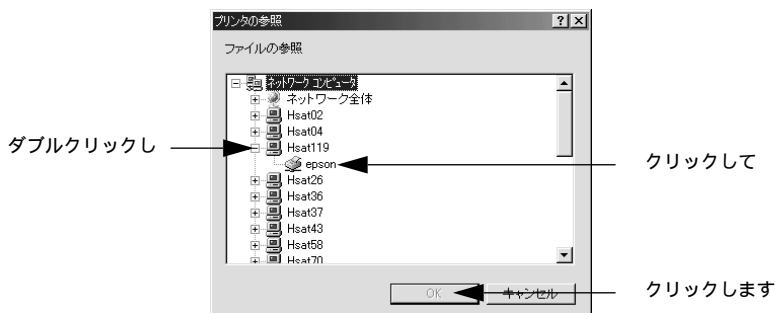 プリンタの参照
ファイルの参照
ネットワーク コンピュータ
ネットワーク全体
Hsat02
Hsat04
ダブルクリックし
Hsat119
epson
クリックして
Hsat26
Hsat36
Hsat37
Hsat43
Hsat58
Hsat70
OK
キャンセル
クリックします